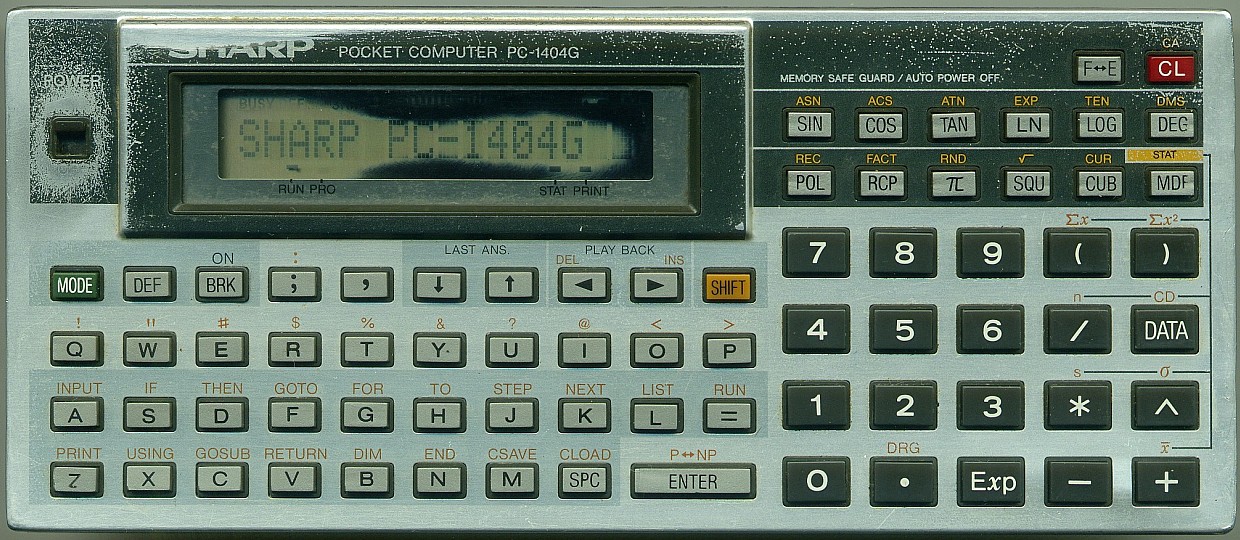 SHARP POCKET COMPUTER PC-1404G
POWER
BUSY
SHARP PC-1404G
RUN PRO STAT PRINT
MEMORY SAFE GUARD / AUTO POWER OFF
CA
F↔E CL
ASN ACS ATN EXP TEN DMS
SIN COS TAN LN LOG DEG
REC FACT RND √‾ CUR STAT
POL RCP π SQU CUB MDF
Σx Σx²
7 8 9 ( )
n CD
4 5 6 / DATA
s σ
1 2 3 * ^
DRG x̄
0 • Exp − +
ON : LAST ANS. DEL PLAY BACK INS
MODE DEF BRK ; , ↓ ↑ ◄ ► SHIFT
! " # $ % & ? @ < >
Q W E R T Y U I O P
INPUT IF THEN GOTO FOR TO STEP NEXT LIST RUN
A S D F G H J K L =
PRINT USING GOSUB RETURN DIM END CSAVE CLOAD P↔NP
Z X C V B N M SPC ENTER